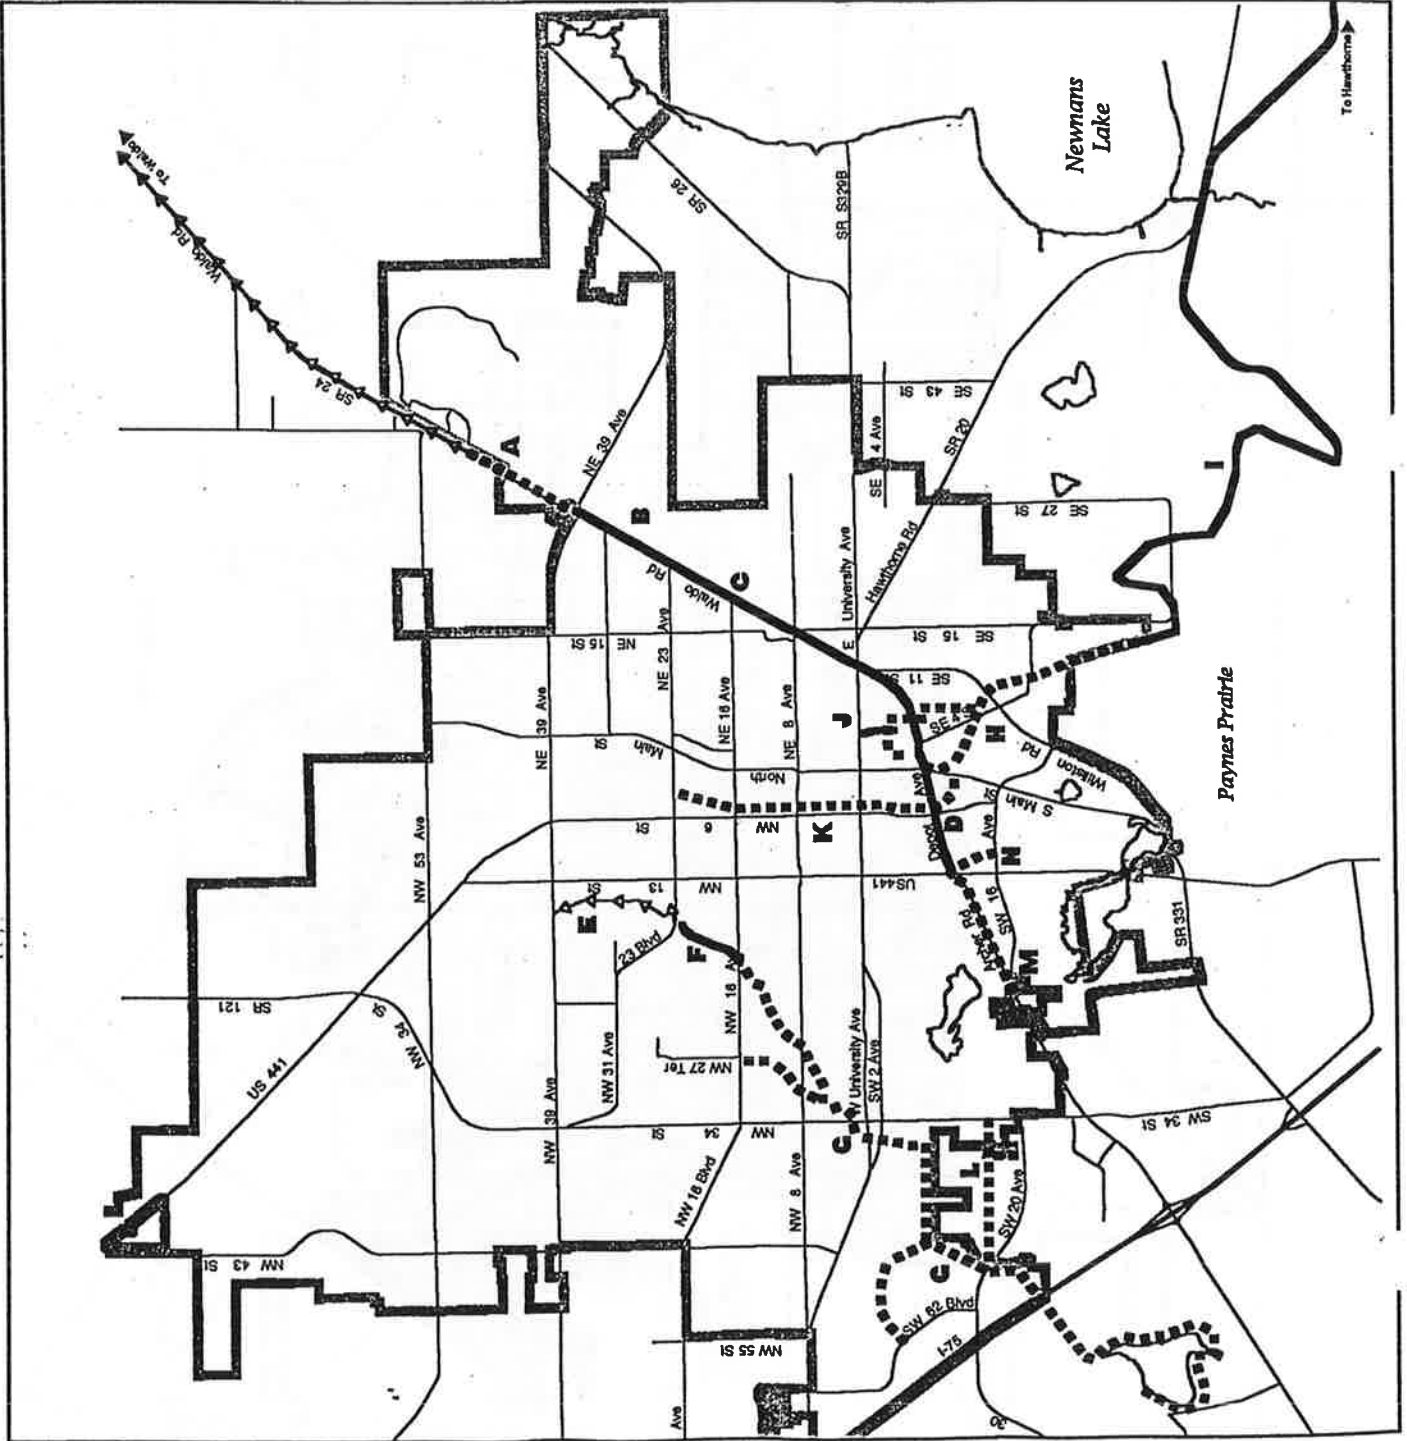 To Waldo
Waldo Rd
SR 24
SR 26
SR S329B
Newnans
Lake
To Hawthorne
A
NE 39 Ave
B
Rd
Waldo
C
SE 43 St
SE 4 Ave
SR 20
Hawthorne Rd
SE 27 St
I
E University Ave
NE 15 St
SE 15 St
NE 23 Ave
NE 16 Ave
NE 8 Ave
NE 39 Ave
SE 11
J
SE 4
H
North Main St
Williston Rd
Paynes Prairie
S Main St
Depot Ave
D
K
NW 6 St
NW 53 Ave
NW 13 St
US441
N
SW 16 Ave
Archer Rd
M
SR 331
E
23 Blvd
F
NW 16 Av
SR 121
NW 34 St
US 441
NW 31 Ave
NW 27 Ter
W University Ave
SW 2 Ave
NW 39 Ave
NW 34 St
SW 34 St
G
L
SW 20 Ave
NW 16 Blvd
NW 8 Ave
NW 43 St
G
SW 62 Blvd
I-75
NW 55 St
Ave